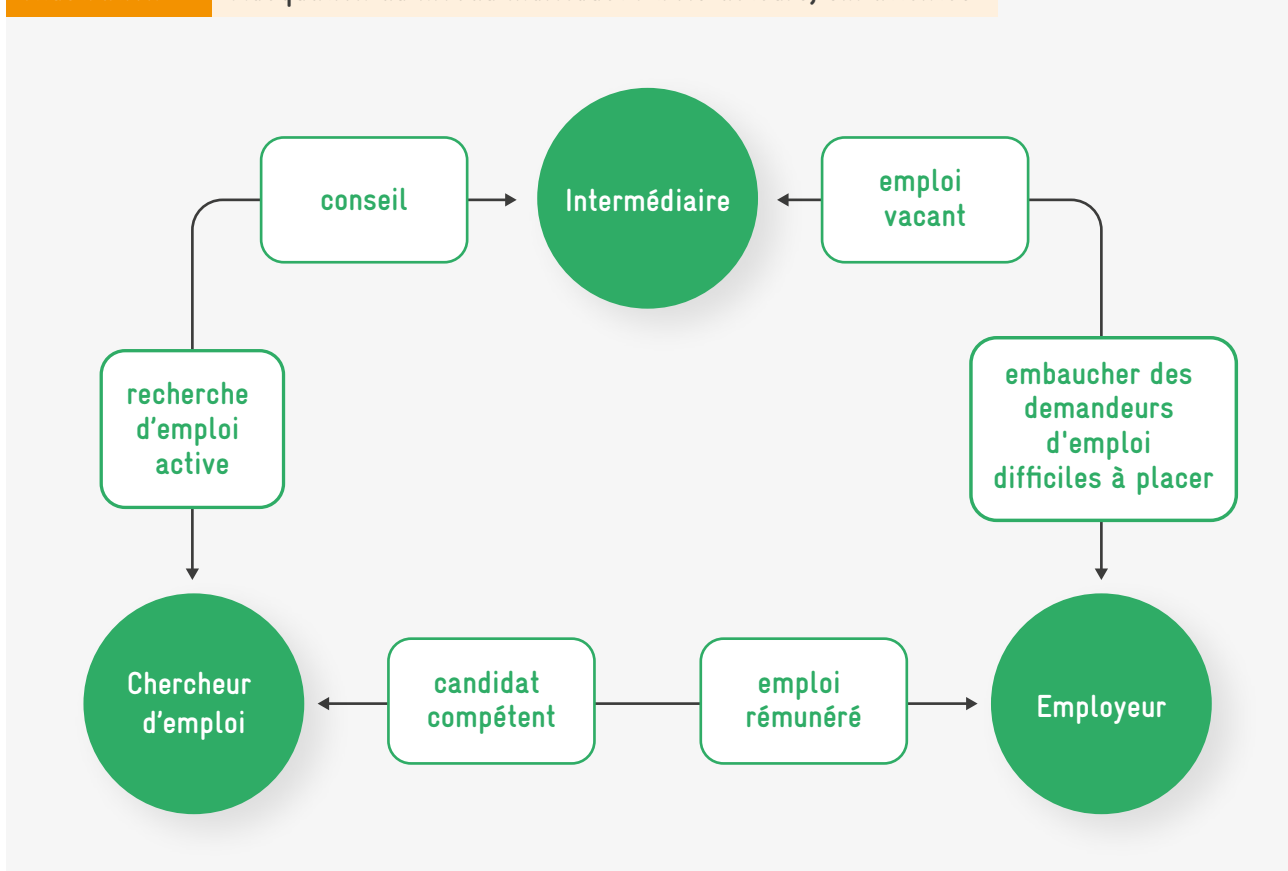 conseil
Intermédiaire
emploi
vacant
recherche
d'emploi
active
embaucher des
demandeurs
d'emploi
difficiles à placer
Chercheur
d'emploi
candidat
compétent
emploi
rémunéré
Employeur